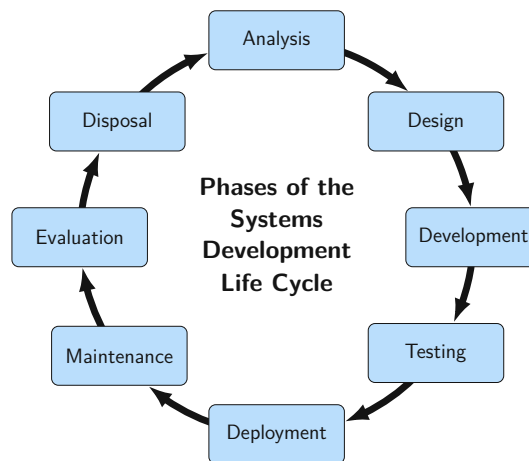 Analysis
Disposal
Design
Phases of the
Systems
Development
Life Cycle
Evaluation
Development
Maintenance
Testing
Deployment